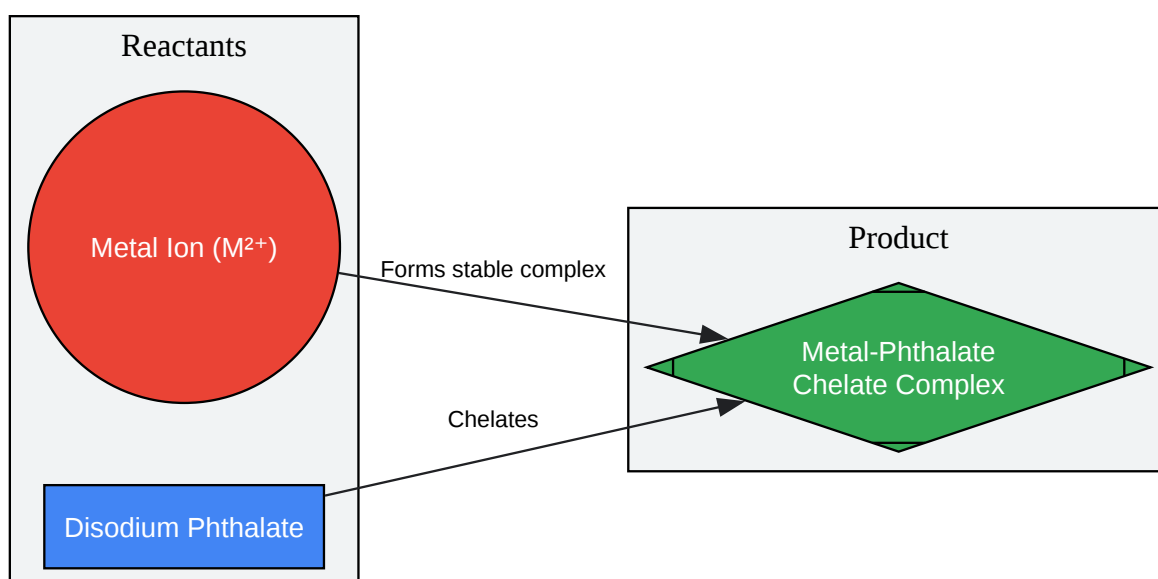 Reactants
Metal Ion (M²⁺)
Forms stable complex
Product
Metal-Phthalate
Chelate Complex
Chelates
Disodium Phthalate